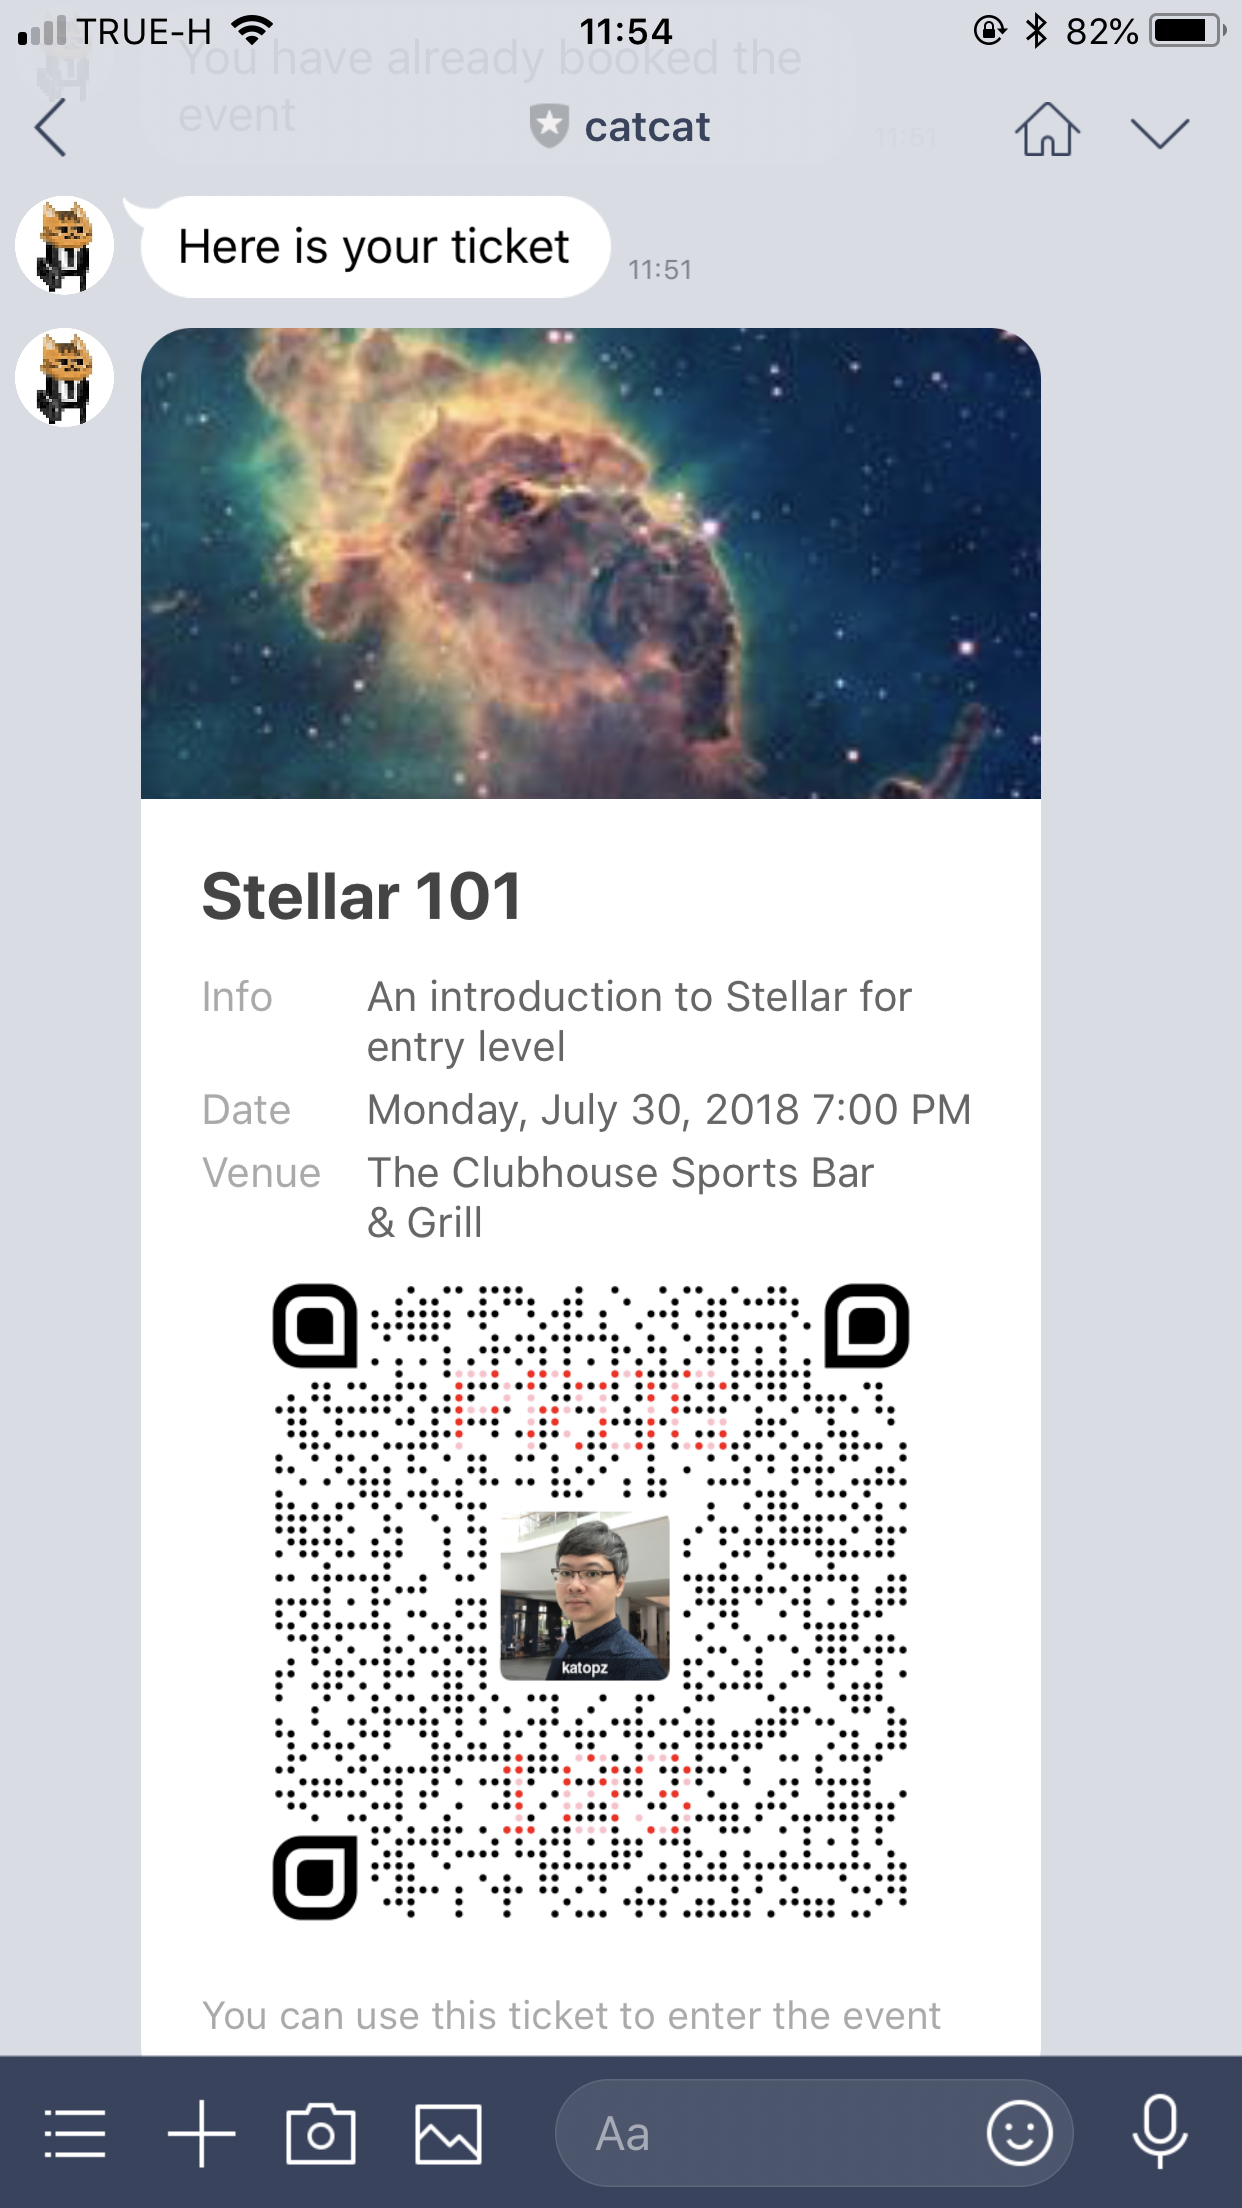 TRUE-H
11:54
82%
You have already booked the
event
11:51
catcat
Here is your ticket
11:51
Stellar 101
Info
An introduction to Stellar for
entry level
Date
Monday, July 30, 2018 7:00 PM
Venue
The Clubhouse Sports Bar
& Grill
katopz
You can use this ticket to enter the event
Aa